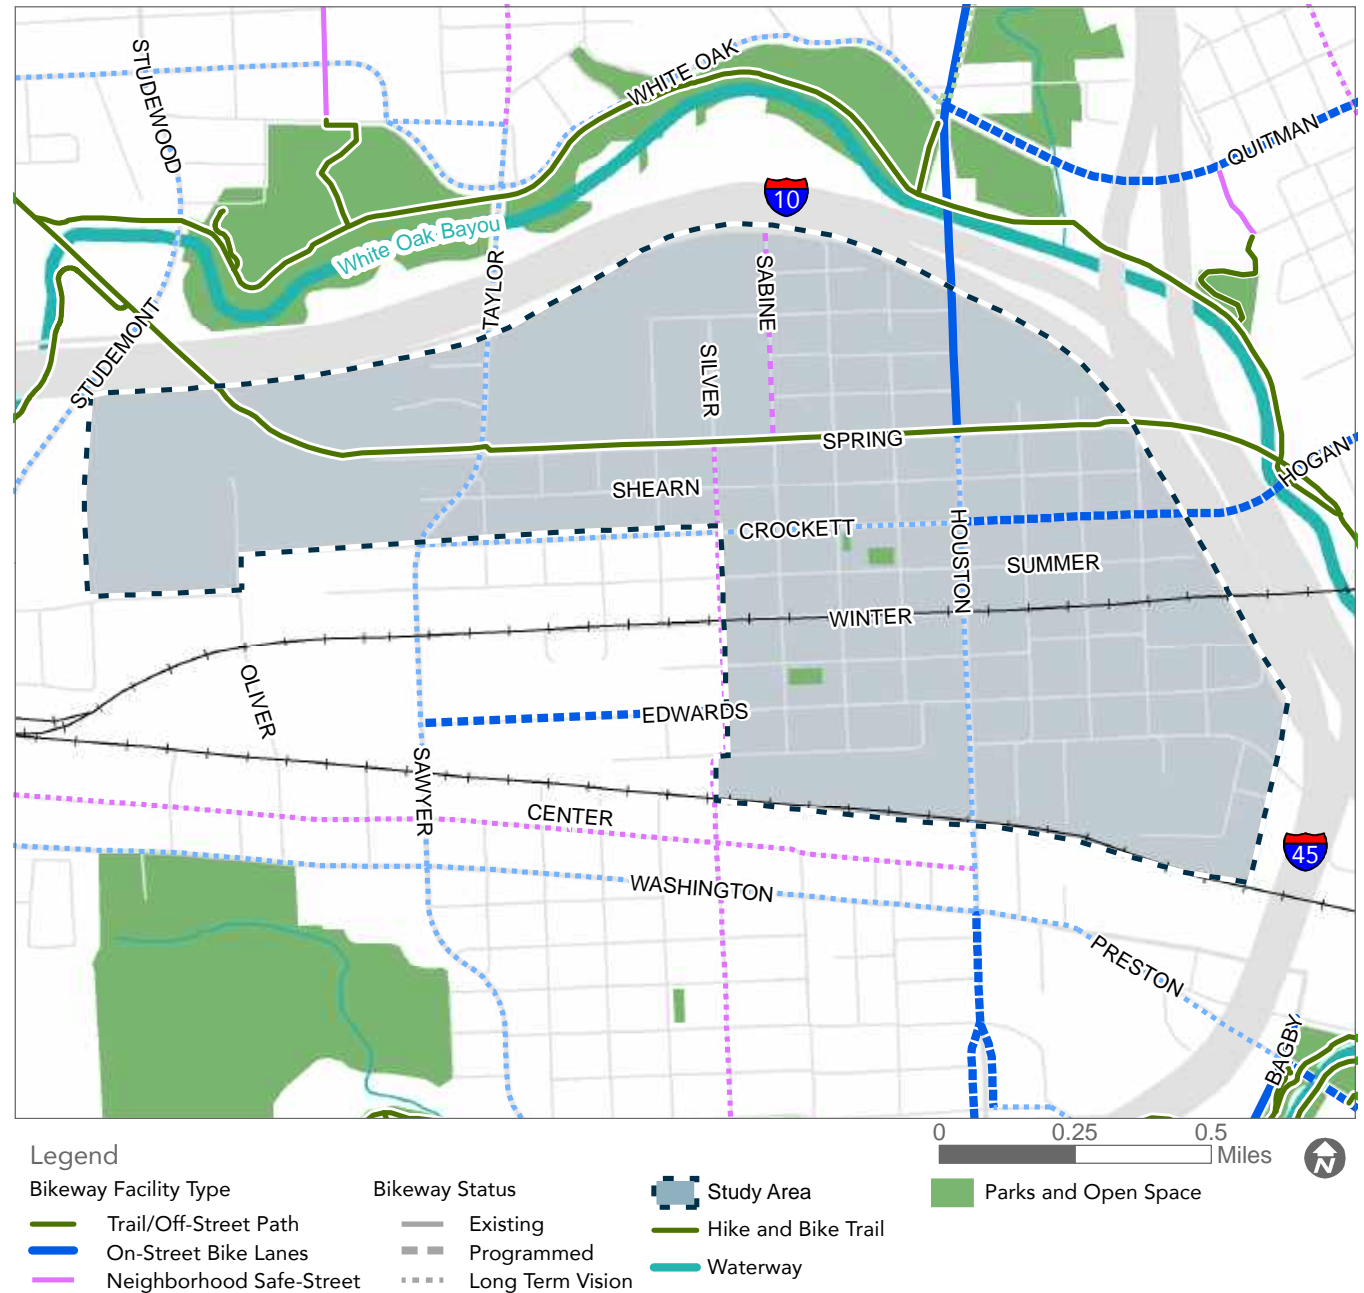 STUDEWOOD
WHITE OAK
QUITMAN
10
White Oak Bayou
TAYLOR
SABINE
STUDEMONT
SILVER
SPRING
HOGAN
SHEARN
CROCKETT
HOUSTON
SUMMER
WINTER
OLIVER
EDWARDS
SAWYER
CENTER
45
WASHINGTON
PRESTON
BAGBY
0 0.25 0.5
Miles
N
Legend
Bikeway Facility Type
Trail/Off-Street Path
On-Street Bike Lanes
Neighborhood Safe-Street
Bikeway Status
Existing
Programmed
Long Term Vision
Study Area
Hike and Bike Trail
Waterway
Parks and Open Space